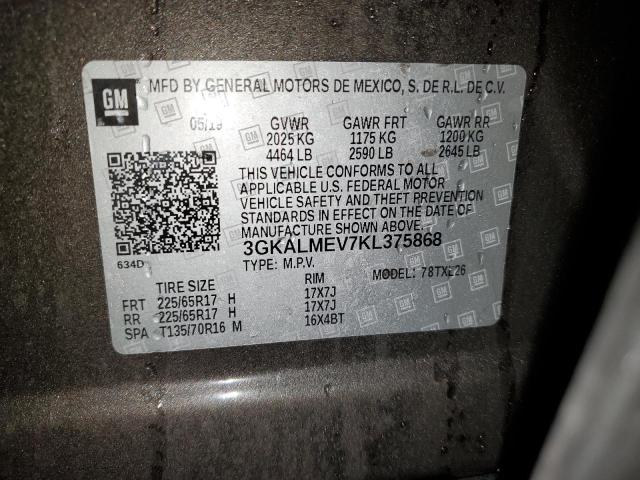 GM
MFD BY GENERAL MOTORS DE MEXICO, S. DE R.L. DE C.V.
05/19 GVWR GAWR FRT GAWR RR
2025 KG 1175 KG 1200 KG
4464 LB 2590 LB 2645 LB
THIS VEHICLE CONFORMS TO ALL
APPLICABLE U.S. FEDERAL MOTOR
VEHICLE SAFETY AND THEFT PREVENTION
STANDARDS IN EFFECT ON THE DATE OF
MANUFACTURE SHOWN ABOVE.
3GKALMEV7KL375868
634D TYPE: M.P.V. MODEL: 78TXL26
TIRE SIZE RIM
FRT 225/65R17 H 17X7J
RR 225/65R17 H 17X7J
SPA T135/70R16 M 16X4BT